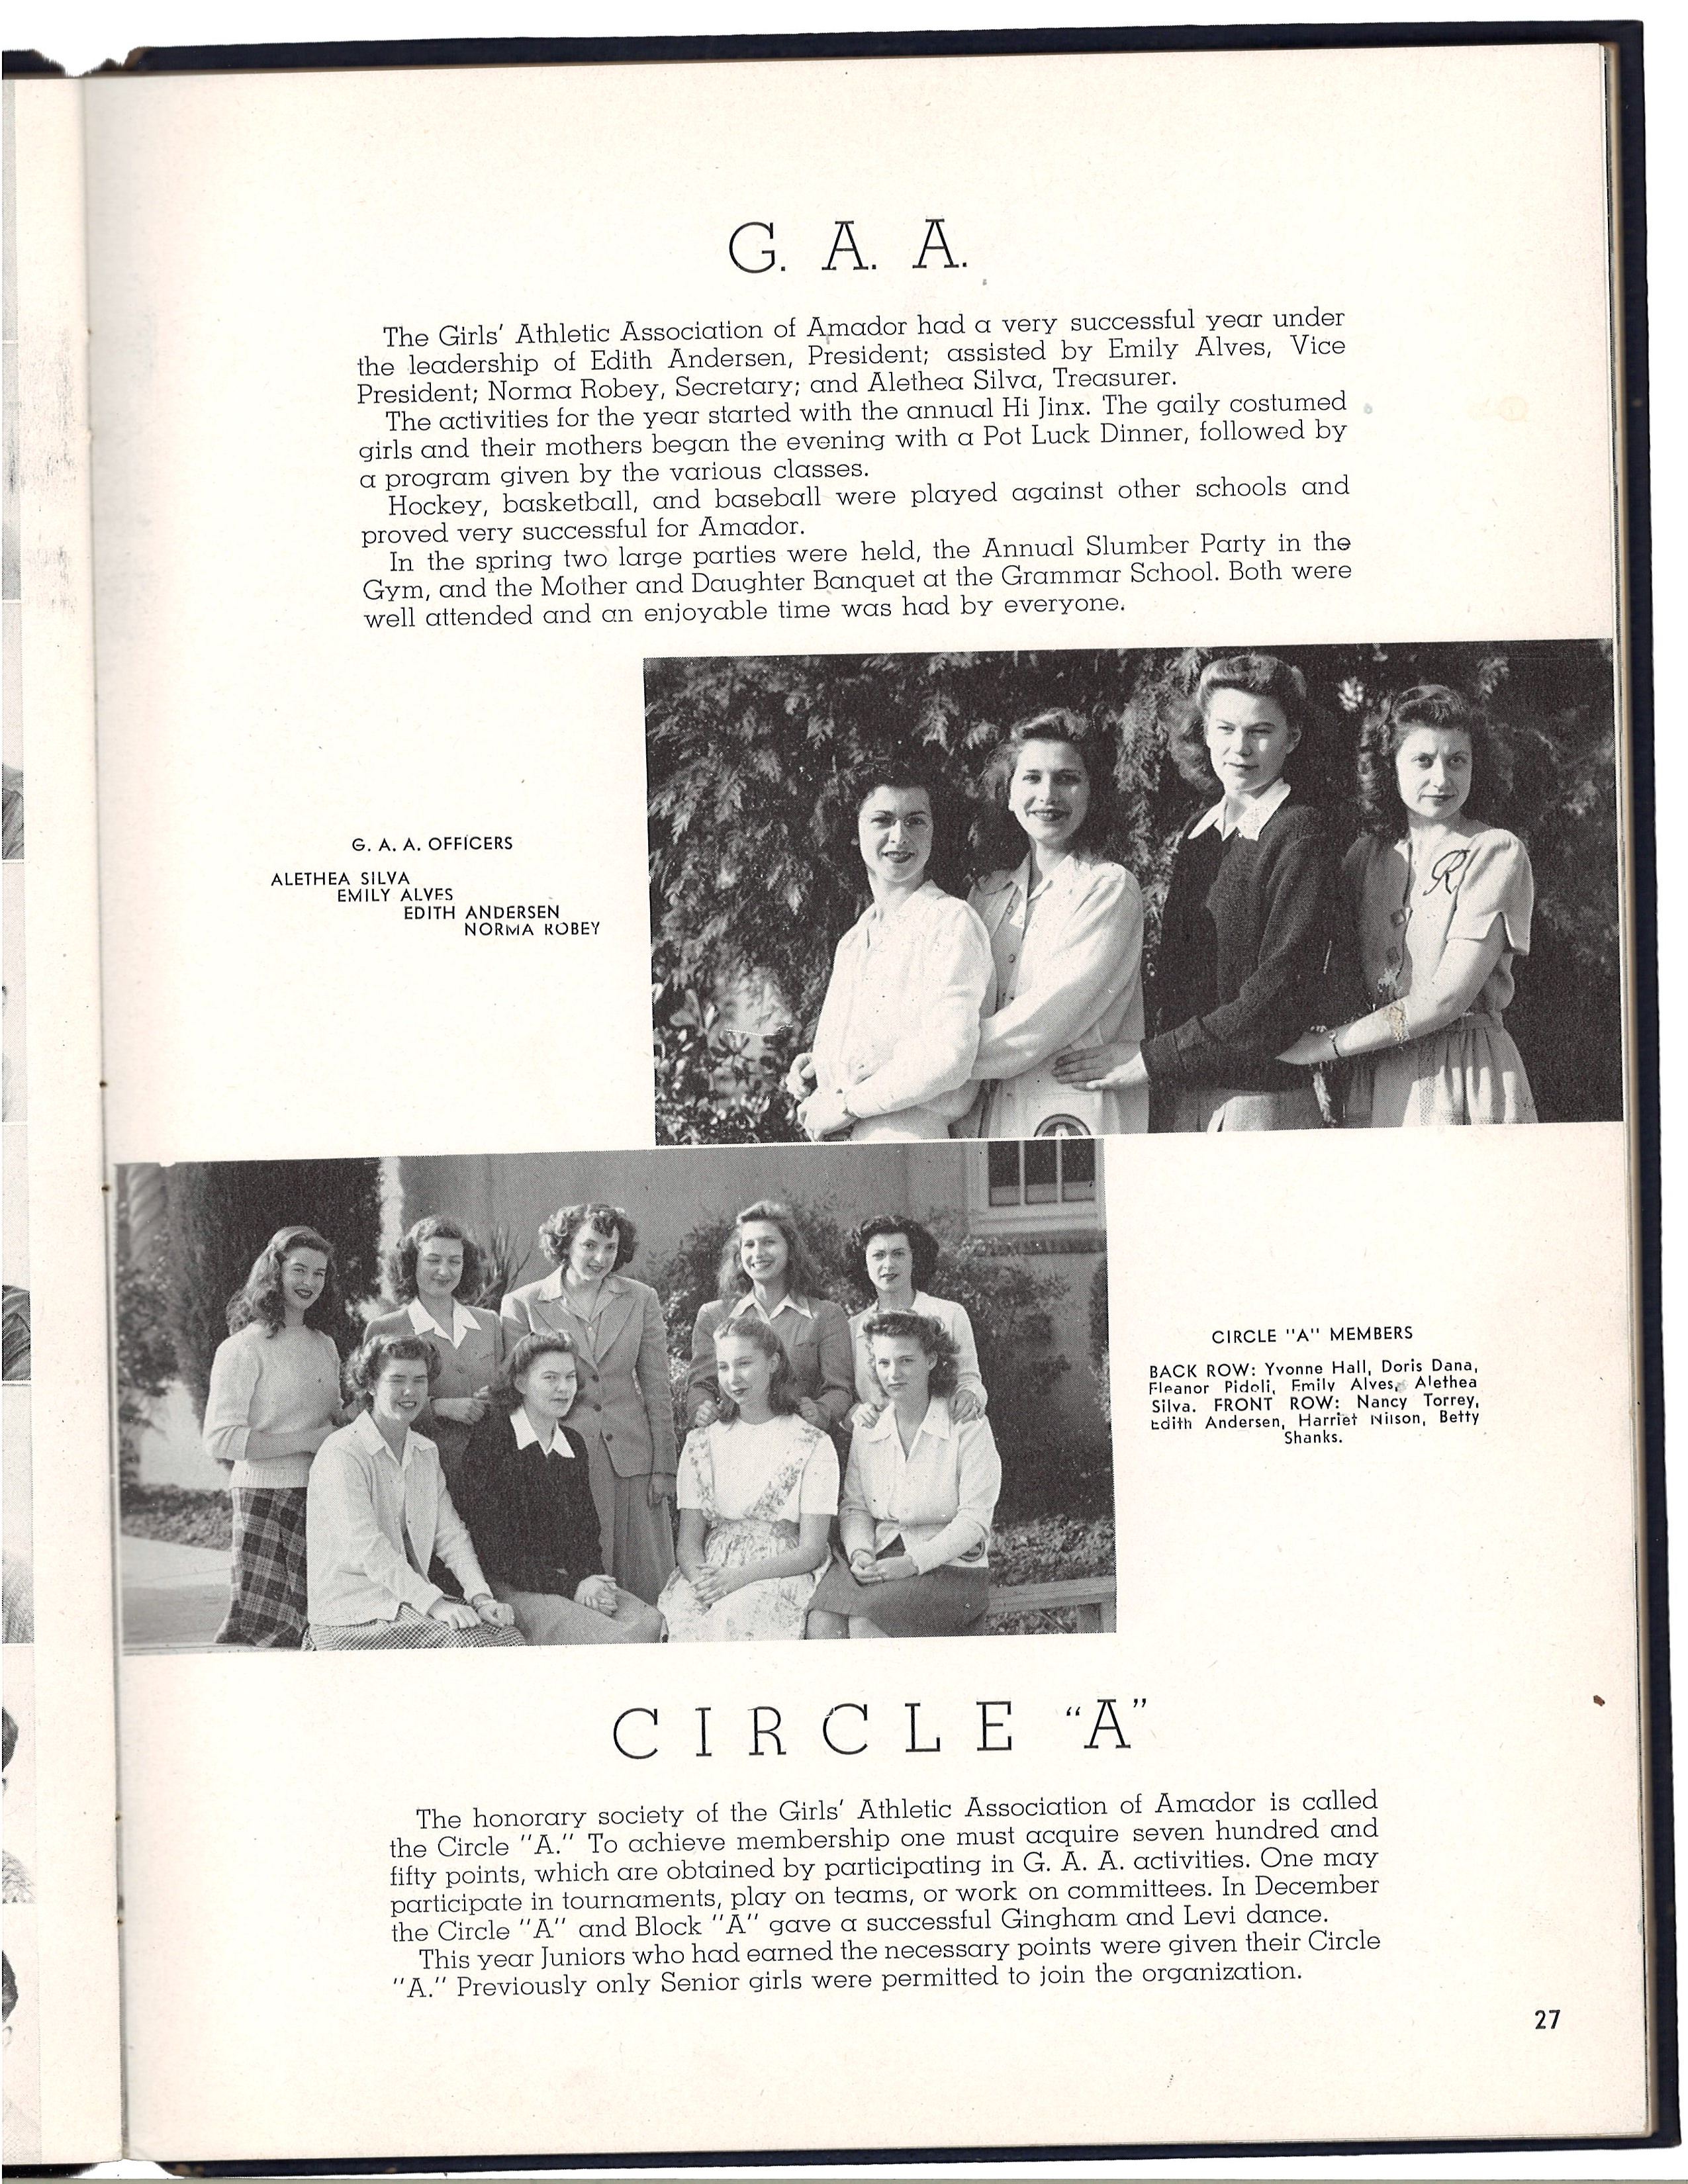 G. A. A.
The Girls' Athletic Association of Amador had a very successful year under
the leadership of Edith Andersen, President; assisted by Emily Alves, Vice
President; Norma Robey, Secretary; and Alethea Silva, Treasurer.
The activities for the year started with the annual Hi Jinx. The gaily costumed
girls and their mothers began the evening with a Pot Luck Dinner, followed by
a program given by the various classes.
Hockey, basketball, and baseball were played against other schools and
proved very successful for Amador.
In the spring two large parties were held, the Annual Slumber Party in the
Gym, and the Mother and Daughter Banquet at the Grammar School. Both were
well attended and an enjoyable time was had by everyone.
G. A. A. OFFICERS
ALETHEA SILVA
EMILY ALVES
EDITH ANDERSEN
NORMA ROBEY
R
A
CIRCLE "A" MEMBERS
BACK ROW: Yvonne Hall, Doris Dana,
Eleanor Pidoli, Emily Alves, Alethea
Silva. FRONT ROW: Nancy Torrey,
Edith Andersen, Harriet Nilson, Betty
Shanks.
CIRCLE "A"
The honorary society of the Girls' Athletic Association of Amador is called
the Circle "A." To achieve membership one must acquire seven hundred and
fifty points, which are obtained by participating in G. A. A. activities. One may
participate in tournaments, play on teams, or work on committees. In December
the Circle "A" and Block "A" gave a successful Gingham and Levi dance.
This year Juniors who had earned the necessary points were given their Circle
"A." Previously only Senior girls were permitted to join the organization.
27